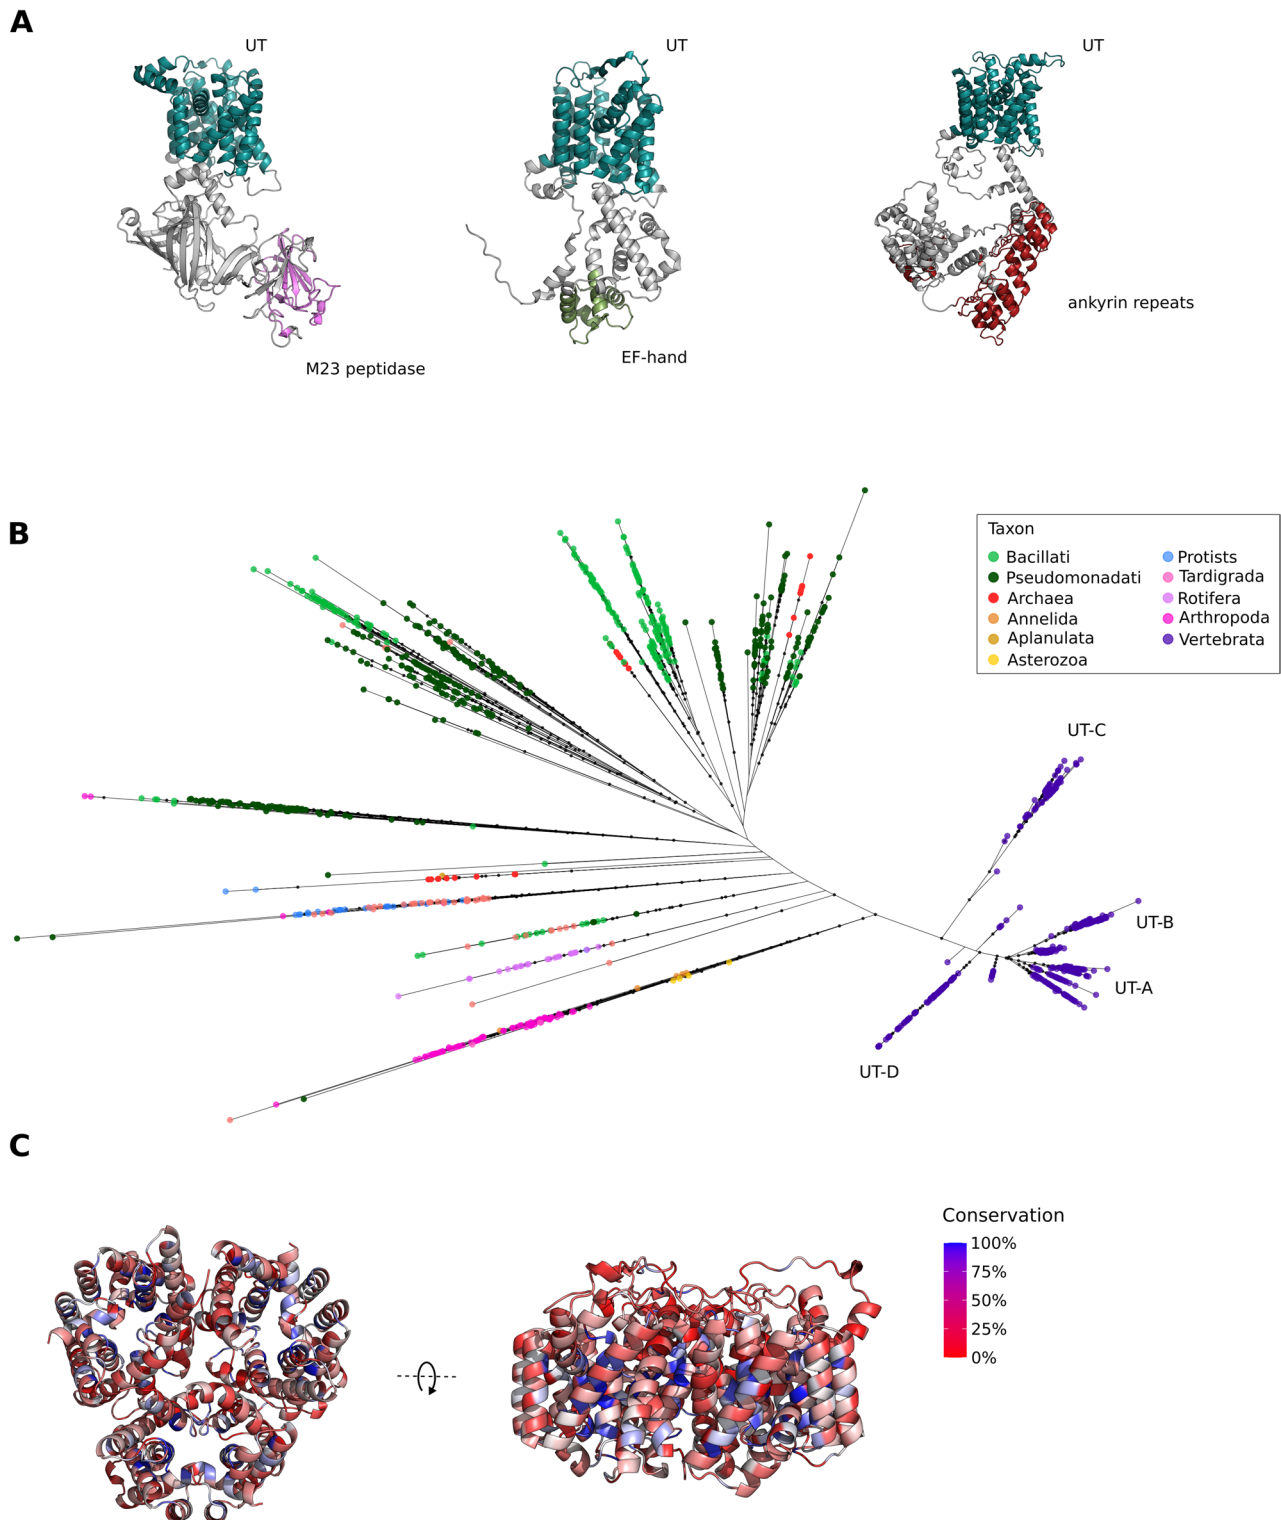 A
UT
UT
UT
M23 peptidase
EF-hand
ankyrin repeats
B
Taxon
Bacillati
Pseudomonadati
Archaea
Annelida
Aplanulata
Asterozoa
Protists
Tardigrada
Rotifera
Arthropoda
Vertebrata
UT-C
UT-B
UT-A
UT-D
C
Conservation
100%
75%
50%
25%
0%